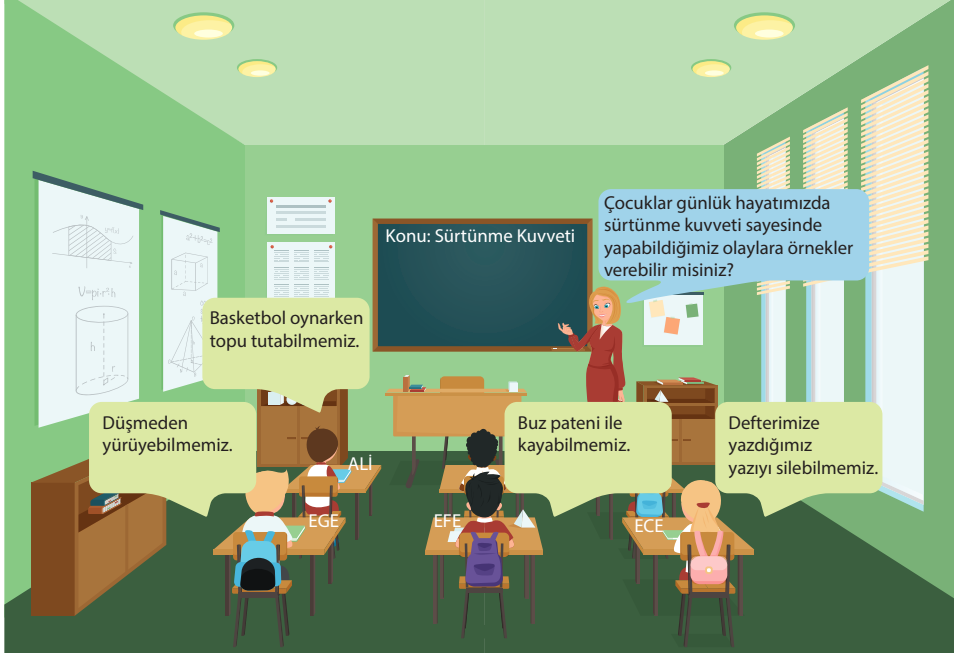 Çocuklar günlük hayatımızda
sürtünme kuvveti sayesinde
yapabildiğimiz olaylara örnekler
verebilir misiniz?
Konu: Sürtünme Kuvveti
Basketbol oynarken
topu tutabilmemiz.
Düşmeden
yürüyebilmemiz.
Buz pateni ile
kayabilmemiz.
Defterimize
yazdığımız
yazıyı silebilmemiz.
ALİ
EGE
EFE
ECE
h
r